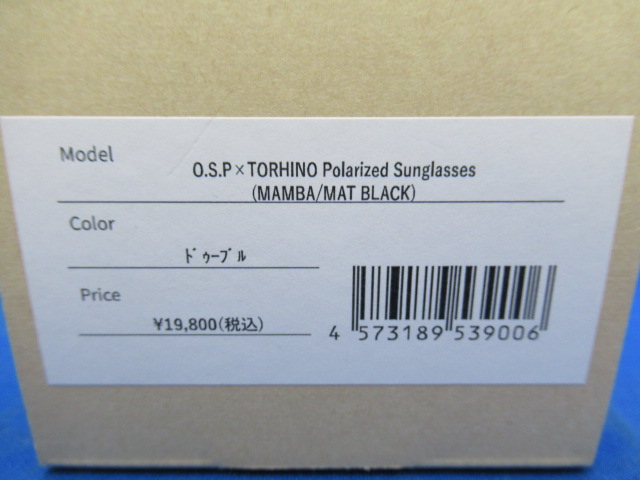 Model
O.S.P×TORHINO Polarized Sunglasses
(MAMBA/MAT BLACK)
Color
ﾄﾞｩｰﾌﾞﾙ
Price
¥19,800(税込)
4 573189 539006